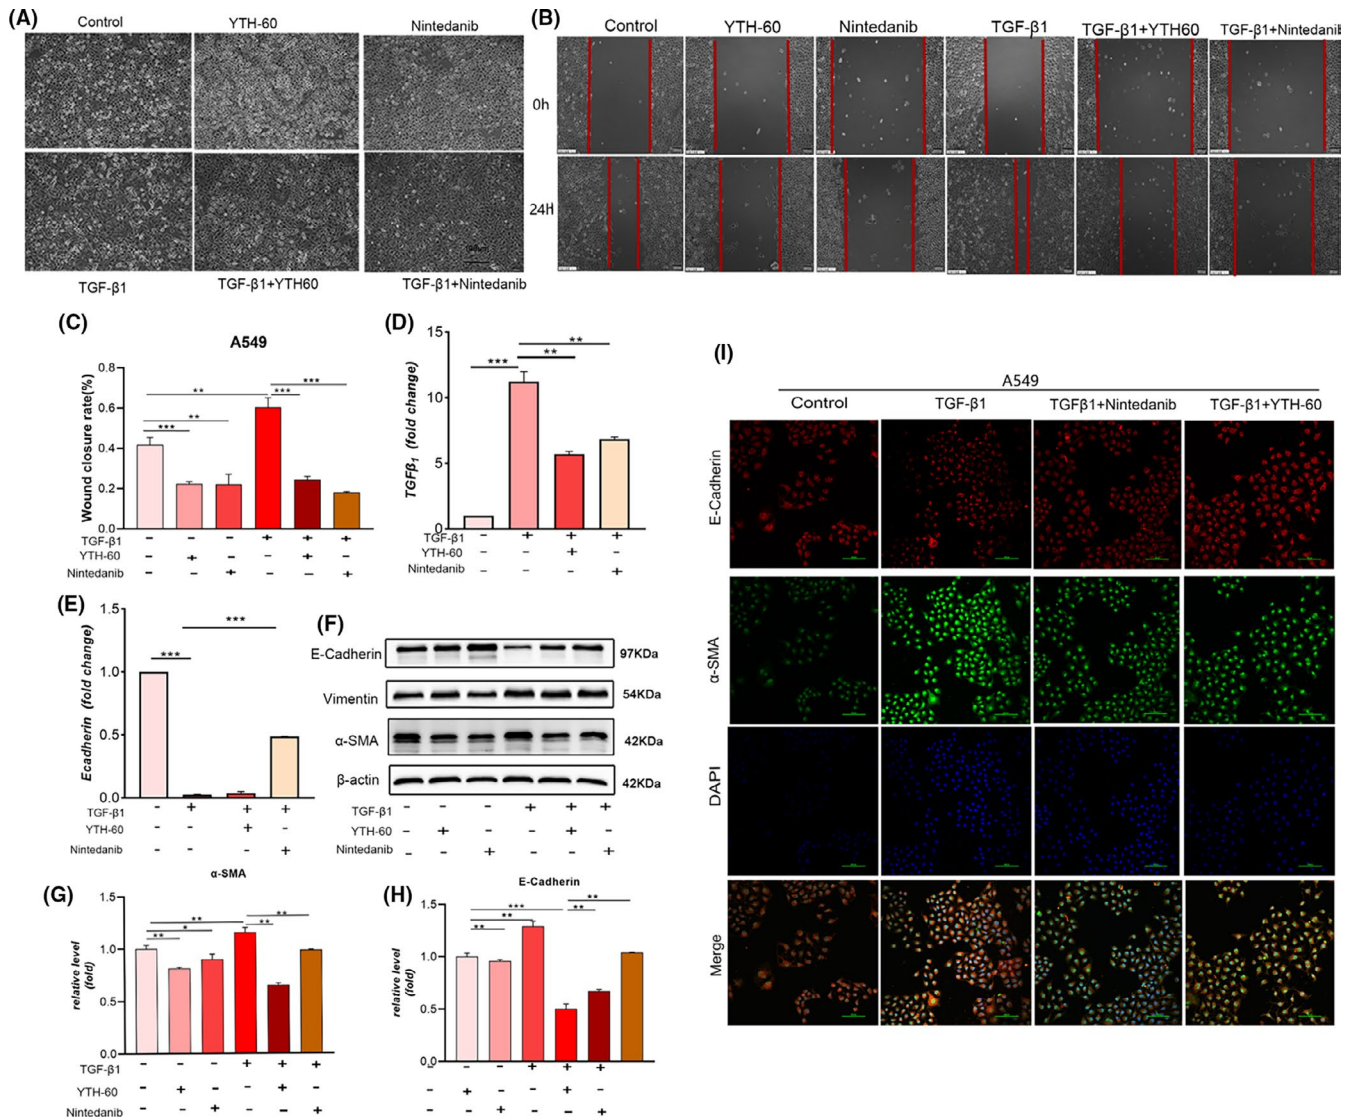 (A)
Control YTH-60 Nintedanib
TGF-β1 TGF-β1+YTH60 TGF-β1+Nintedanib
(B)
Control YTH-60 Nintedanib TGF-β1 TGF-β1+YTH60 TGF-β1+Nintedanib
0h
24H
(C)
A549
Wound closure rate(%)
0.8
0.6
0.4
0.2
0.0
*** ** ** *** ***
TGF-β1 - - - + + +
YTH-60 - + - - + -
Nintedanib - - + - - +
(D)
TGFβ1 (fold change)
15
10
5
0
*** ** **
TGF-β1 - + + +
YTH-60 - - + -
Nintedanib - - - +
(E)
Ecadherin (fold change)
1.5
1.0
0.5
0.0
*** ***
TGF-β1 - + + +
YTH-60 - - + -
Nintedanib - - - +
(F)
E-Cadherin 97KDa
Vimentin 54KDa
α-SMA 42KDa
β-actin 42KDa
TGF-β1 - - - + + +
YTH-60 - + - - + -
Nintedanib - - + - - +
(G)
α-SMA
relative level
(fold)
1.5
1.0
0.5
0.0
** * ** ** **
TGF-β1 - - - + + +
YTH-60 - + - - + -
Nintedanib - - + - - +
(H)
E-Cadherin
relative level
(fold)
1.5
1.0
0.5
0.0
** ** *** ** **
- - - + + +
- + - - + -
- - + - - +
(I)
A549
Control TGF-β1 TGFβ1+Nintedanib TGF-β1+YTH-60
E-Cadherin
α-SMA
DAPI
Merge